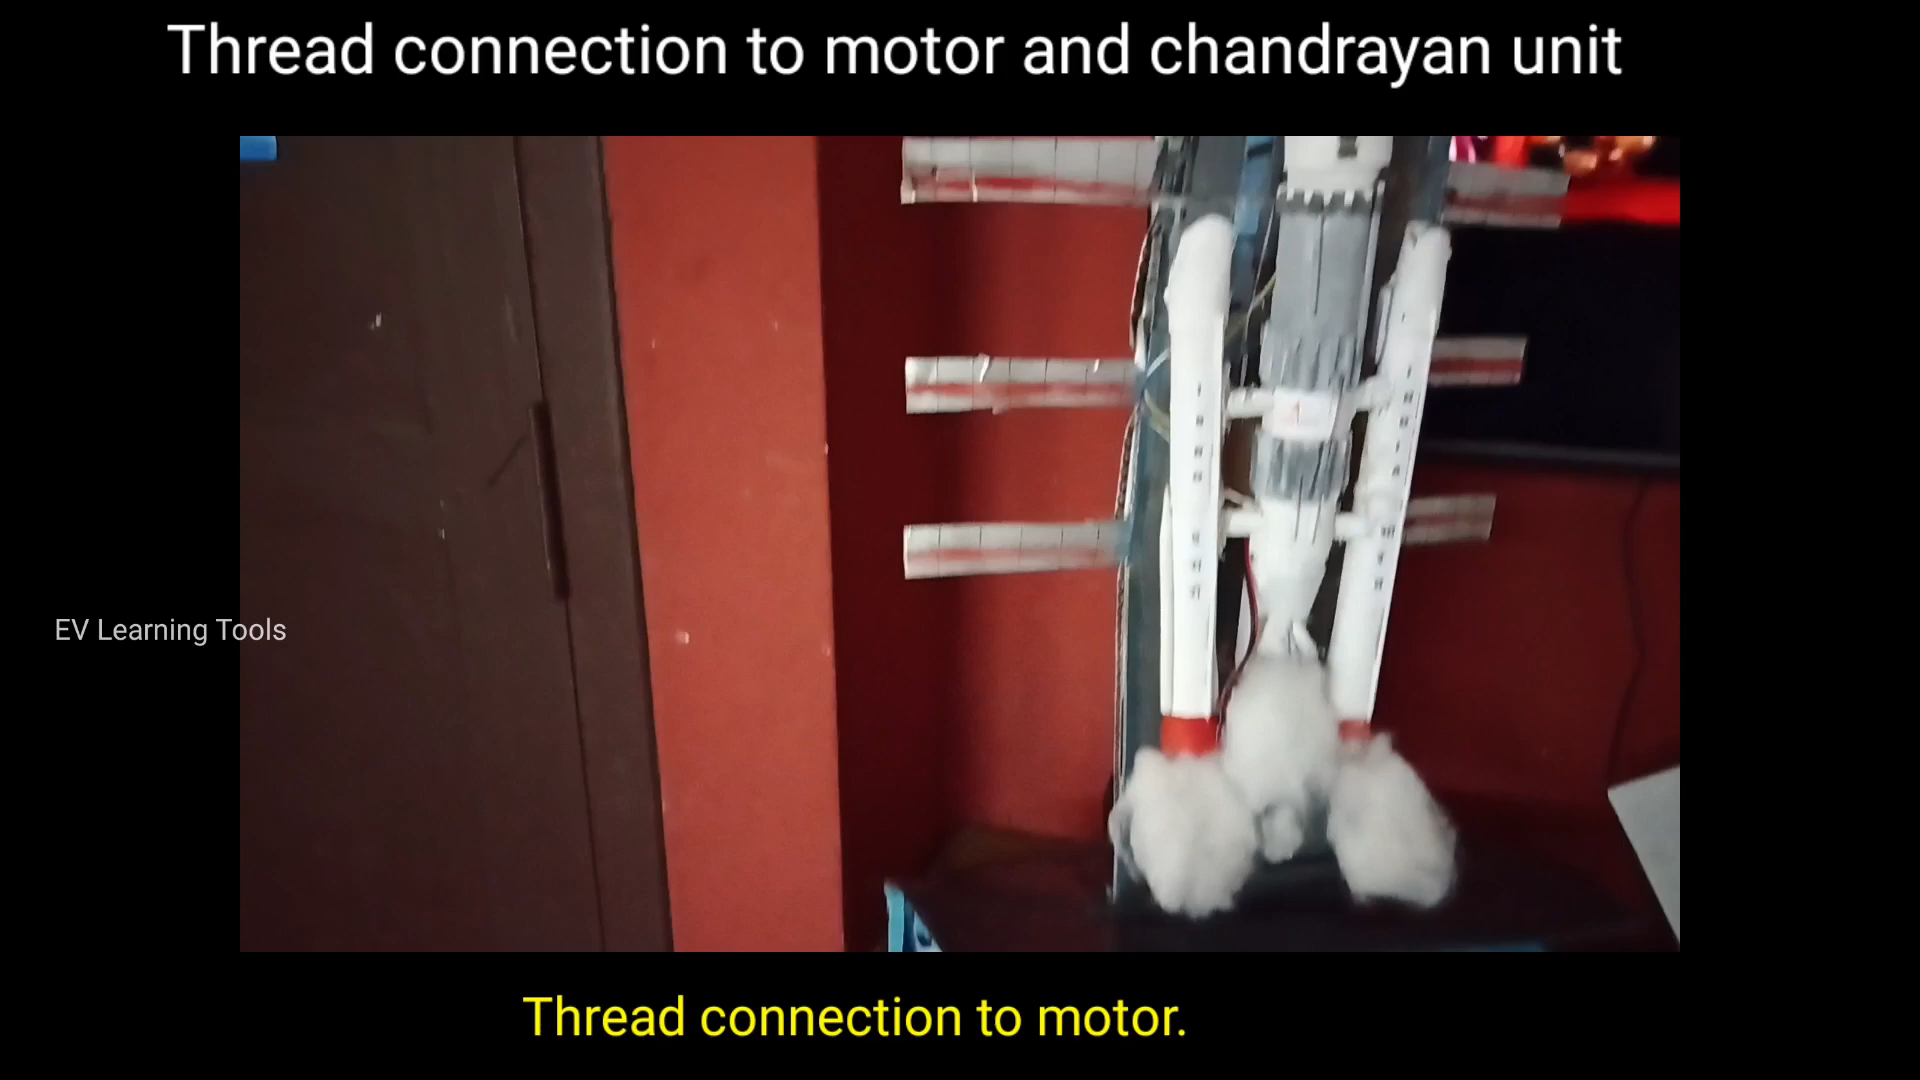 Thread connection to motor and chandrayan unit
EV Learning Tools
Thread connection to motor.